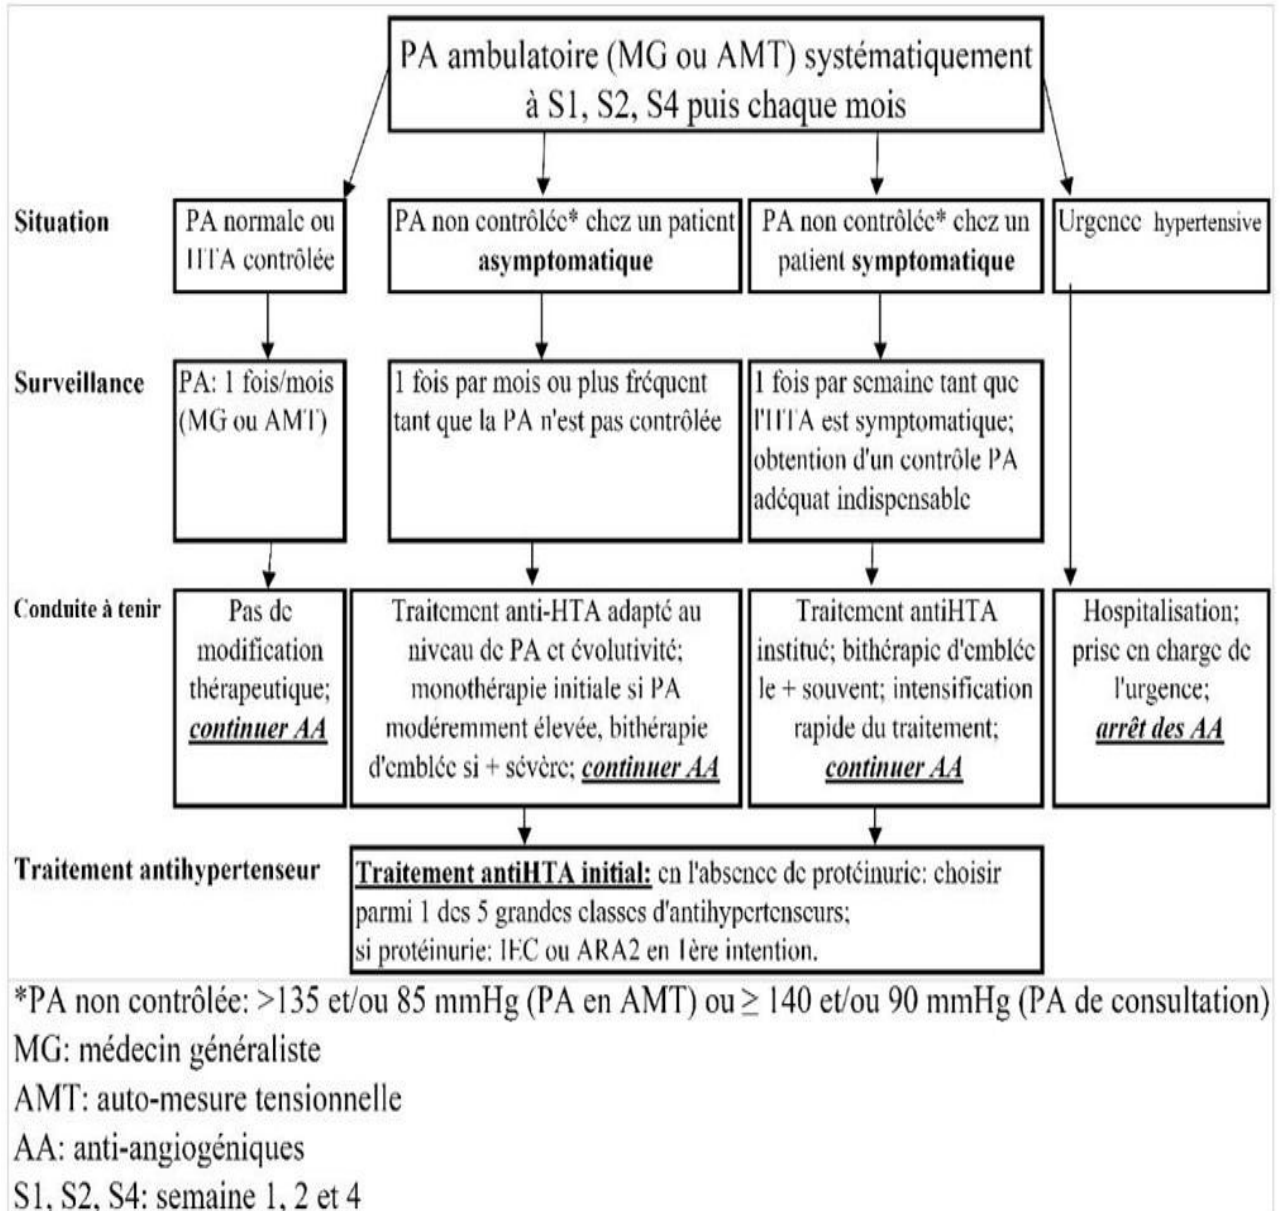 PA ambulatoire (MG ou AMT) systématiquement
à S1, S2, S4 puis chaque mois
Situation
PA normale ou
HTA contrôlée
PA non contrôlée* chez un patient
asymptomatique
PA non contrôlée* chez un
patient symptomatique
Urgence hypertensive
Surveillance
PA: 1 fois/mois
(MG ou AMT)
1 fois par mois ou plus fréquent
tant que la PA n'est pas contrôlée
1 fois par semaine tant que
l'HTA est symptomatique;
obtention d'un contrôle PA
adéquat indispensable
Conduite à tenir
Pas de
modification
thérapeutique;
continuer AA
Traitement anti-HTA adapté au
niveau de PA et évolutivité;
monothérapie initiale si PA
modéremment élevée, bithérapie
d'emblée si + sévère; continuer AA
Traitement antiHTA
institué; bithérapie d'emblée
le + souvent; intensification
rapide du traitement;
continuer AA
Hospitalisation;
prise en charge de
l'urgence;
arrêt des AA
Traitement antihypertenseur
Traitement antiHTA initial: en l'absence de protéinurie: choisir
parmi 1 des 5 grandes classes d'antihypertenseurs;
si protéinurie: IEC ou ARA2 en 1ère intention.
*PA non contrôlée: >135 et/ou 85 mmHg (PA en AMT) ou ≥ 140 et/ou 90 mmHg (PA de consultation)
MG: médecin généraliste
AMT: auto-mesure tensionnelle
AA: anti-angiogéniques
S1, S2, S4: semaine 1, 2 et 4